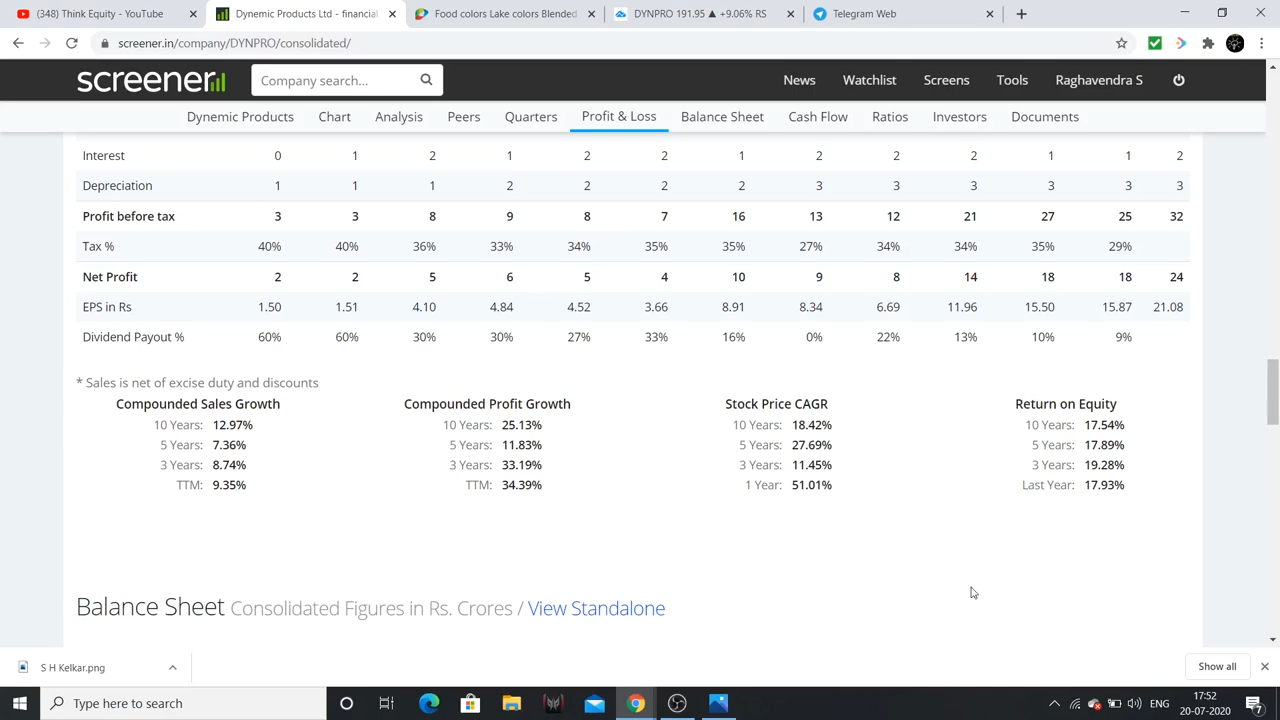 (348) Think Equity - YouTube
Dynemic Products Ltd - financial
Food colors Lake colors Blended
DYNPRO 191.95 ▲ +9.06% RS
Telegram Web
screener.in/company/DYNPRO/consolidated/
screener
Company search...
News Watchlist Screens Tools Raghavendra S
Dynemic Products Chart Analysis Peers Quarters Profit & Loss Balance Sheet Cash Flow Ratios Investors Documents
Interest 0 1 2 1 2 2 1 2 2 2 1 1 2
Depreciation 1 1 1 2 2 2 2 3 3 3 3 3 3
Profit before tax 3 3 8 9 8 7 16 13 12 21 27 25 32
Tax % 40% 40% 36% 33% 34% 35% 35% 27% 34% 34% 35% 29%
Net Profit 2 2 5 6 5 4 10 9 8 14 18 18 24
EPS in Rs 1.50 1.51 4.10 4.84 4.52 3.66 8.91 8.34 6.69 11.96 15.50 15.87 21.08
Dividend Payout % 60% 60% 30% 30% 27% 33% 16% 0% 22% 13% 10% 9%
* Sales is net of excise duty and discounts
Compounded Sales Growth
10 Years: 12.97%
5 Years: 7.36%
3 Years: 8.74%
TTM: 9.35%
Compounded Profit Growth
10 Years: 25.13%
5 Years: 11.83%
3 Years: 33.19%
TTM: 34.39%
Stock Price CAGR
10 Years: 18.42%
5 Years: 27.69%
3 Years: 11.45%
1 Year: 51.01%
Return on Equity
10 Years: 17.54%
5 Years: 17.89%
3 Years: 19.28%
Last Year: 17.93%
Balance Sheet Consolidated Figures in Rs. Crores / View Standalone
S H Kelkar.png
Show all
Type here to search
ENG
17:52
20-07-2020
7